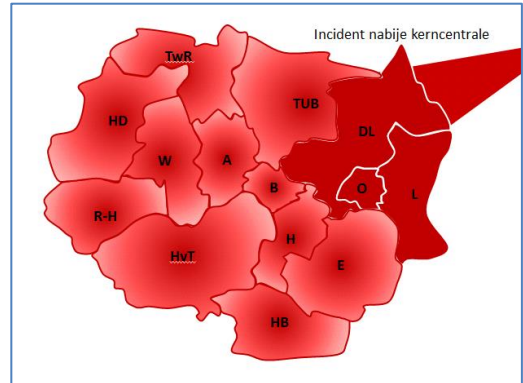 Incident nabije kerncentrale
TwR
TUB
HD
DL
W
A
B
O
L
R-H
H
HvT
E
HB